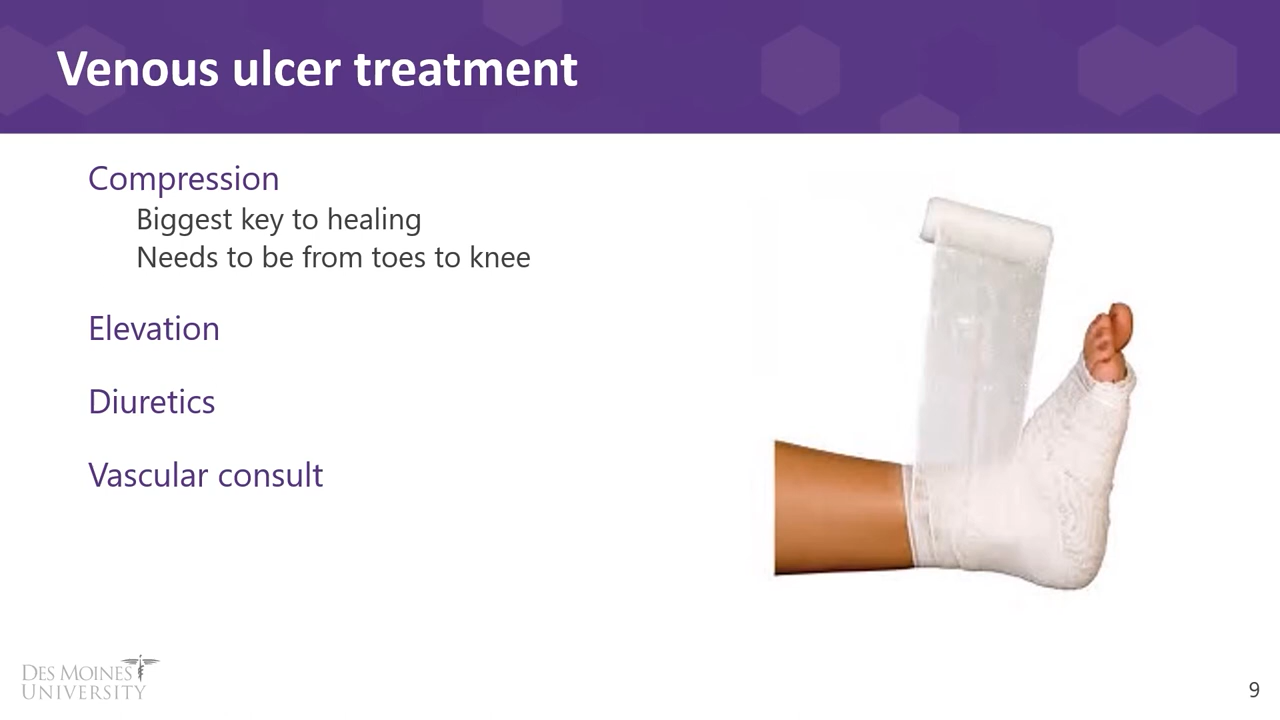 Venous ulcer treatment
Compression
Biggest key to healing
Needs to be from toes to knee
Elevation
Diuretics
Vascular consult
DES MOINES
UNIVERSITY
9